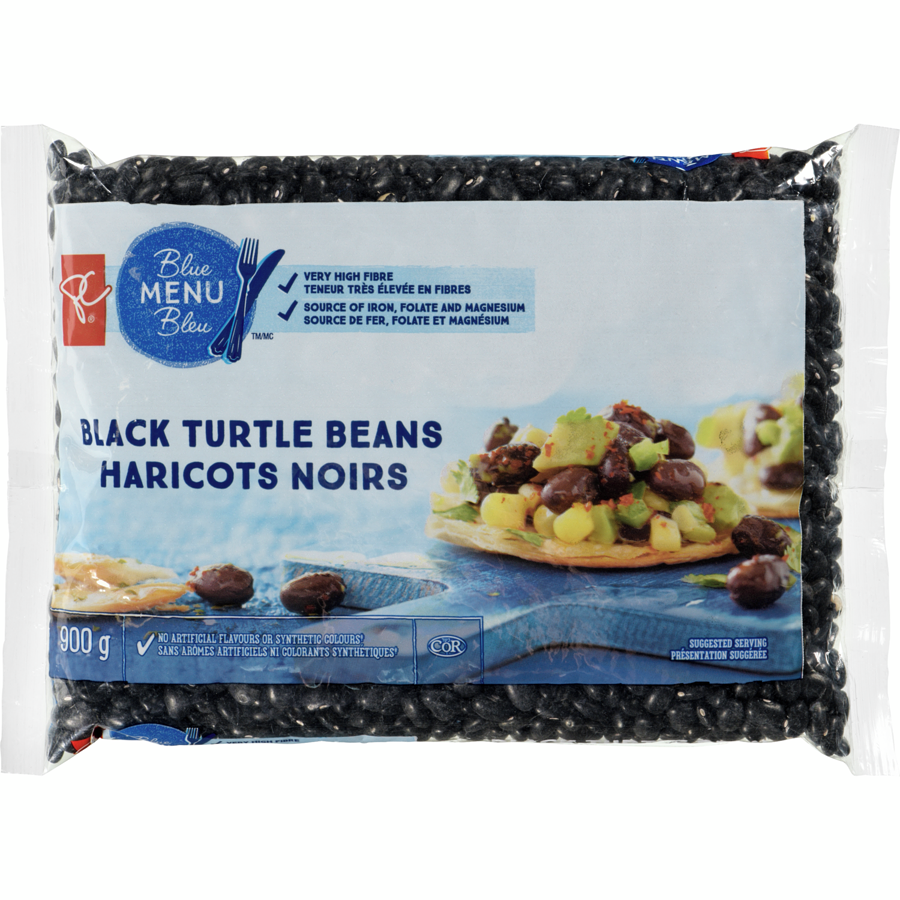 PC®
Blue
MENU
Bleu
TM/MC
VERY HIGH FIBRE
TENEUR TRÈS ÉLEVÉE EN FIBRES
SOURCE OF IRON, FOLATE AND MAGNESIUM
SOURCE DE FER, FOLATE ET MAGNÉSIUM
BLACK TURTLE BEANS
HARICOTS NOIRS
900 g
NO ARTIFICIAL FLAVOURS OR SYNTHETIC COLOURS†
SANS ARÔMES ARTIFICIELS NI COLORANTS SYNTHETIQUES†
COR
SUGGESTED SERVING
PRÉSENTATION SUGGÉRÉE
VERY HIGH FIBRE